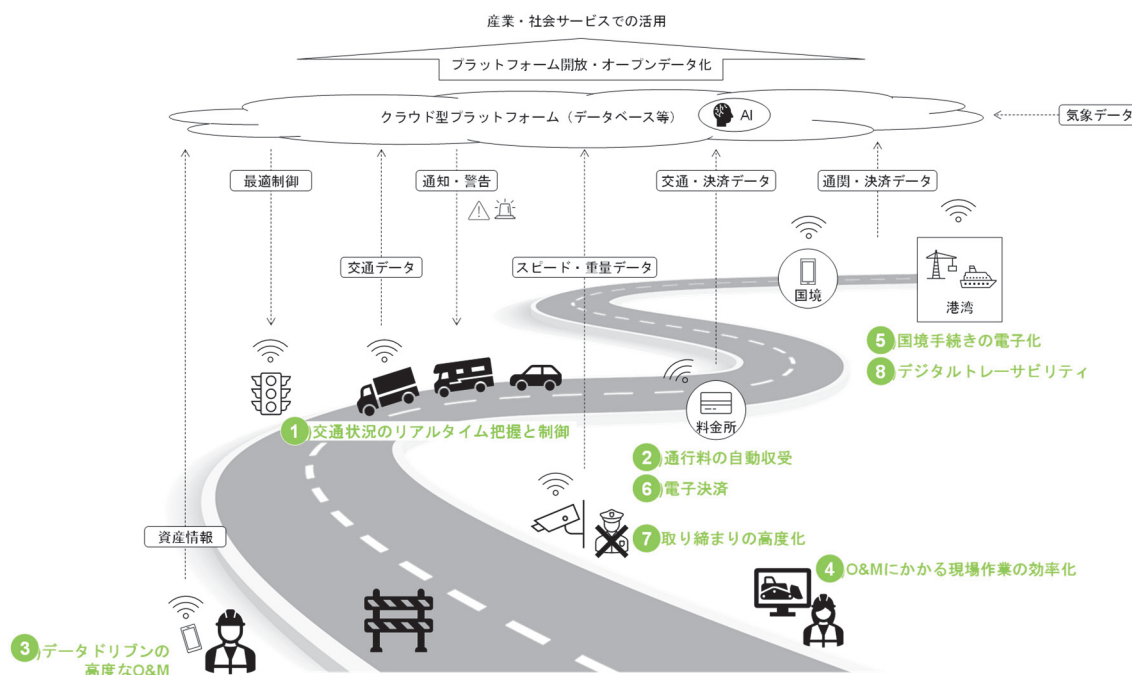 産業・社会サービスでの活用
プラットフォーム開放・オープンデータ化
クラウド型プラットフォーム（データベース等）
AI
気象データ
最適制御
通知・警告
交通・決済データ
通関・決済データ
交通データ
スピード・重量データ
国境
港湾
5 国境手続きの電子化
8 デジタルトレーサビリティ
料金所
1 交通状況のリアルタイム把握と制御
2 通行料の自動収受
6 電子決済
資産情報
7 取り締まりの高度化
4 O&Mにかかる現場作業の効率化
3 データドリブンの
高度なO&M